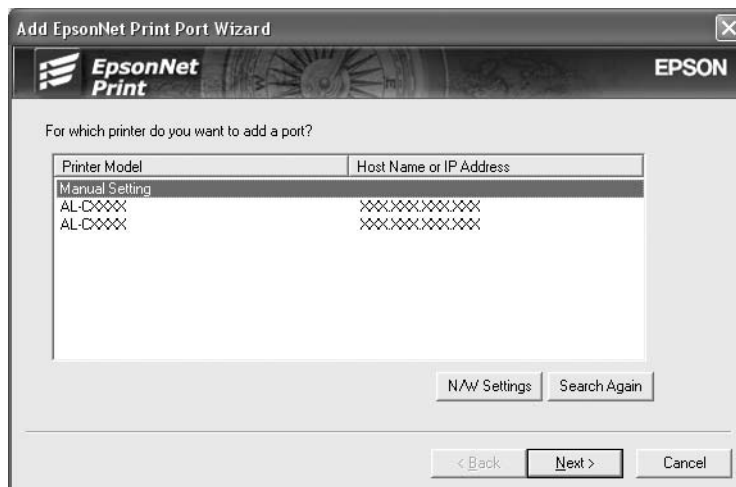 Add EpsonNet Print Port Wizard
EpsonNet
Print
EPSON
For which printer do you want to add a port?
Printer Model Host Name or IP Address
Manual Setting
AL-CXXXX XXX.XXX.XXX.XXX
AL-CXXXX XXX.XXX.XXX.XXX
N/W Settings Search Again
< Back Next > Cancel